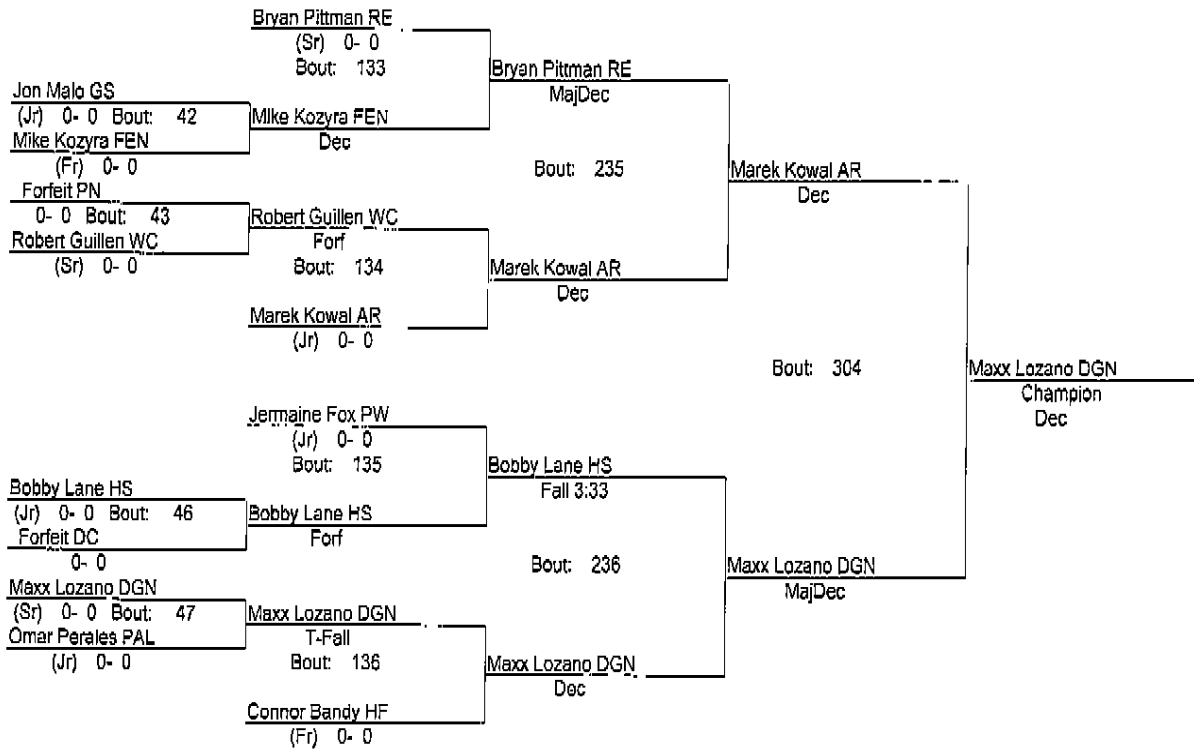 Bryan Pittman RE
(Sr) 0- 0
Bout: 133
Bryan Pittman RE
MajDec
Jon Malo GS
(Jr) 0- 0 Bout: 42
Mike Kozyra FEN
Dec
Mike Kozyra FEN
(Fr) 0- 0
Bout: 235
Marek Kowal AR
Dec
Forfeit PN
0- 0 Bout: 43
Robert Guillen WC
Forf
Robert Guillen WC
(Sr) 0- 0
Bout: 134
Marek Kowal AR
Dec
Marek Kowal AR
(Jr) 0- 0
Bout: 304
Maxx Lozano DGN
Champion
Dec
Jermaine Fox PW
(Jr) 0- 0
Bout: 135
Bobby Lane HS
Fall 3:33
Bobby Lane HS
(Jr) 0- 0 Bout: 46
Bobby Lane HS
Forf
Forfeit DC
0- 0
Bout: 236
Maxx Lozano DGN
MajDec
Maxx Lozano DGN
(Sr) 0- 0 Bout: 47
Maxx Lozano DGN
T-Fall
Omar Perales PAL
(Jr) 0- 0
Bout: 136
Maxx Lozano DGN
Dec
Connor Bandy HF
(Fr) 0- 0